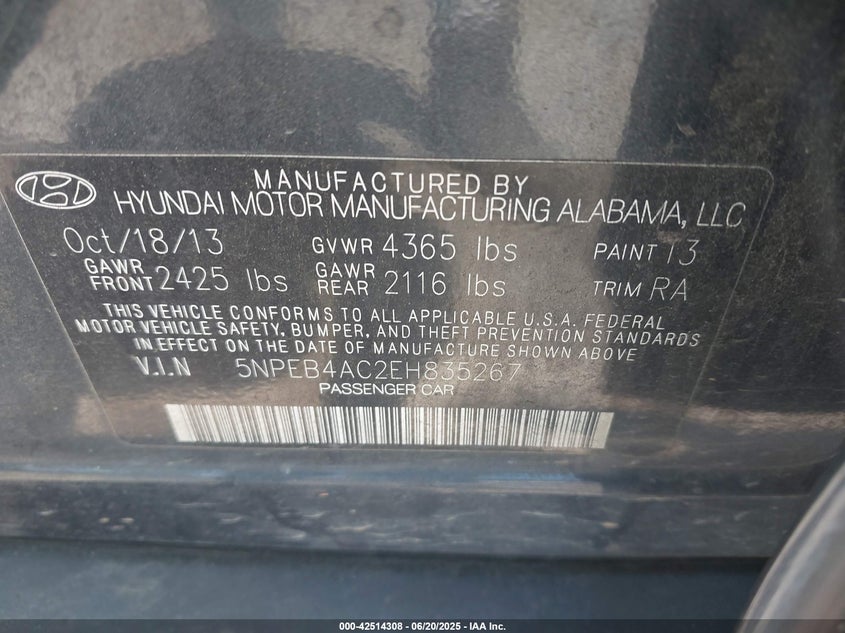 MANUFACTURED BY
HYUNDAI MOTOR MANUFACTURING ALABAMA, LLC
Oct/18/13 GVWR 4365 lbs PAINT T3
GAWR FRONT 2425 lbs GAWR REAR 2116 lbs TRIM RA
THIS VEHICLE CONFORMS TO ALL APPLICABLE U.S.A. FEDERAL
MOTOR VEHICLE SAFETY, BUMPER, AND THEFT PREVENTION STANDARDS
IN EFFECT ON THE DATE OF MANUFACTURE SHOWN ABOVE
V.I.N 5NPEB4AC2EH835267
PASSENGER CAR
000-42514308 - 06/20/2025 - IAA Inc.